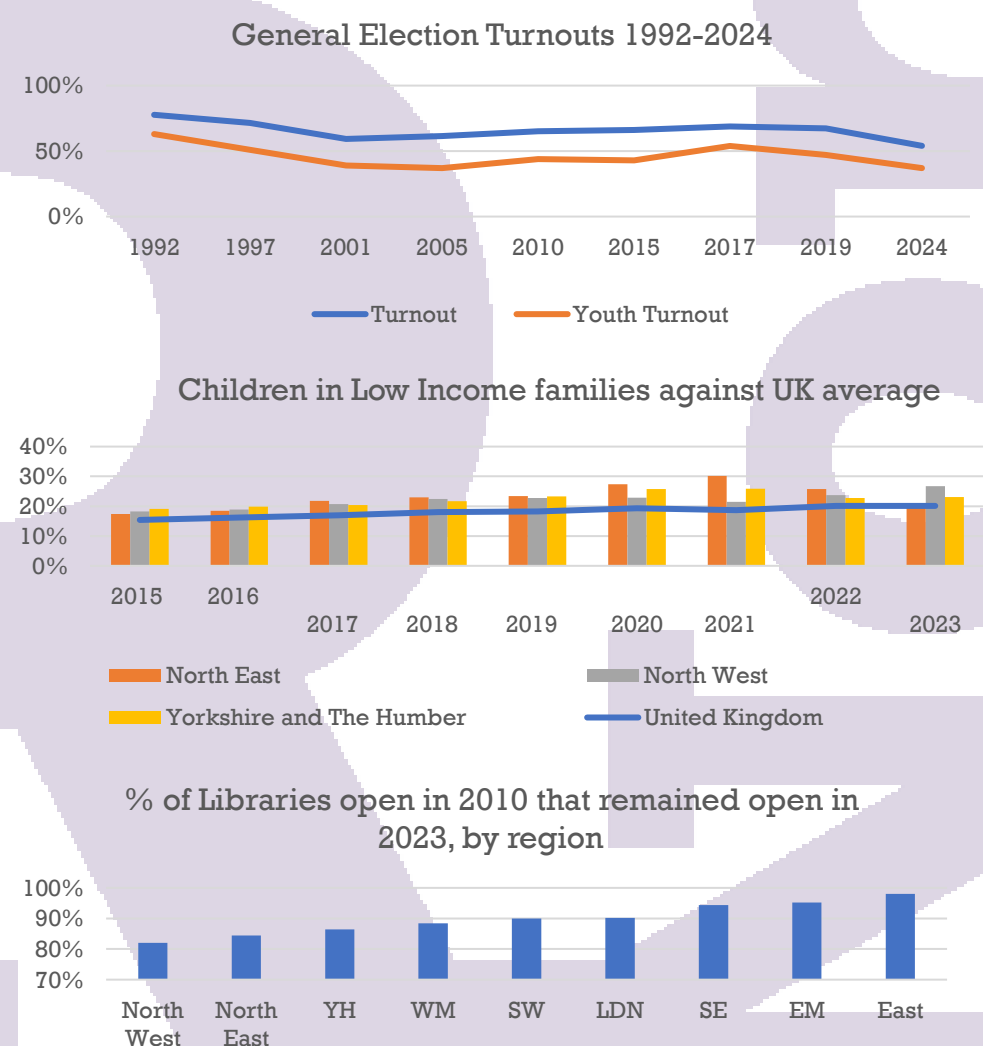 General Election Turnouts 1992-2024
100%
50%
0%
1992 1997 2001 2005 2010 2015 2017 2019 2024
Turnout Youth Turnout
Children in Low Income families against UK average
40%
30%
20%
10%
0%
2015 2016 2022
2017 2018 2019 2020 2021 2023
North East North West
Yorkshire and The Humber United Kingdom
% of Libraries open in 2010 that remained open in
2023, by region
100%
90%
80%
70%
North North YH WM SW LDN SE EM East
West East